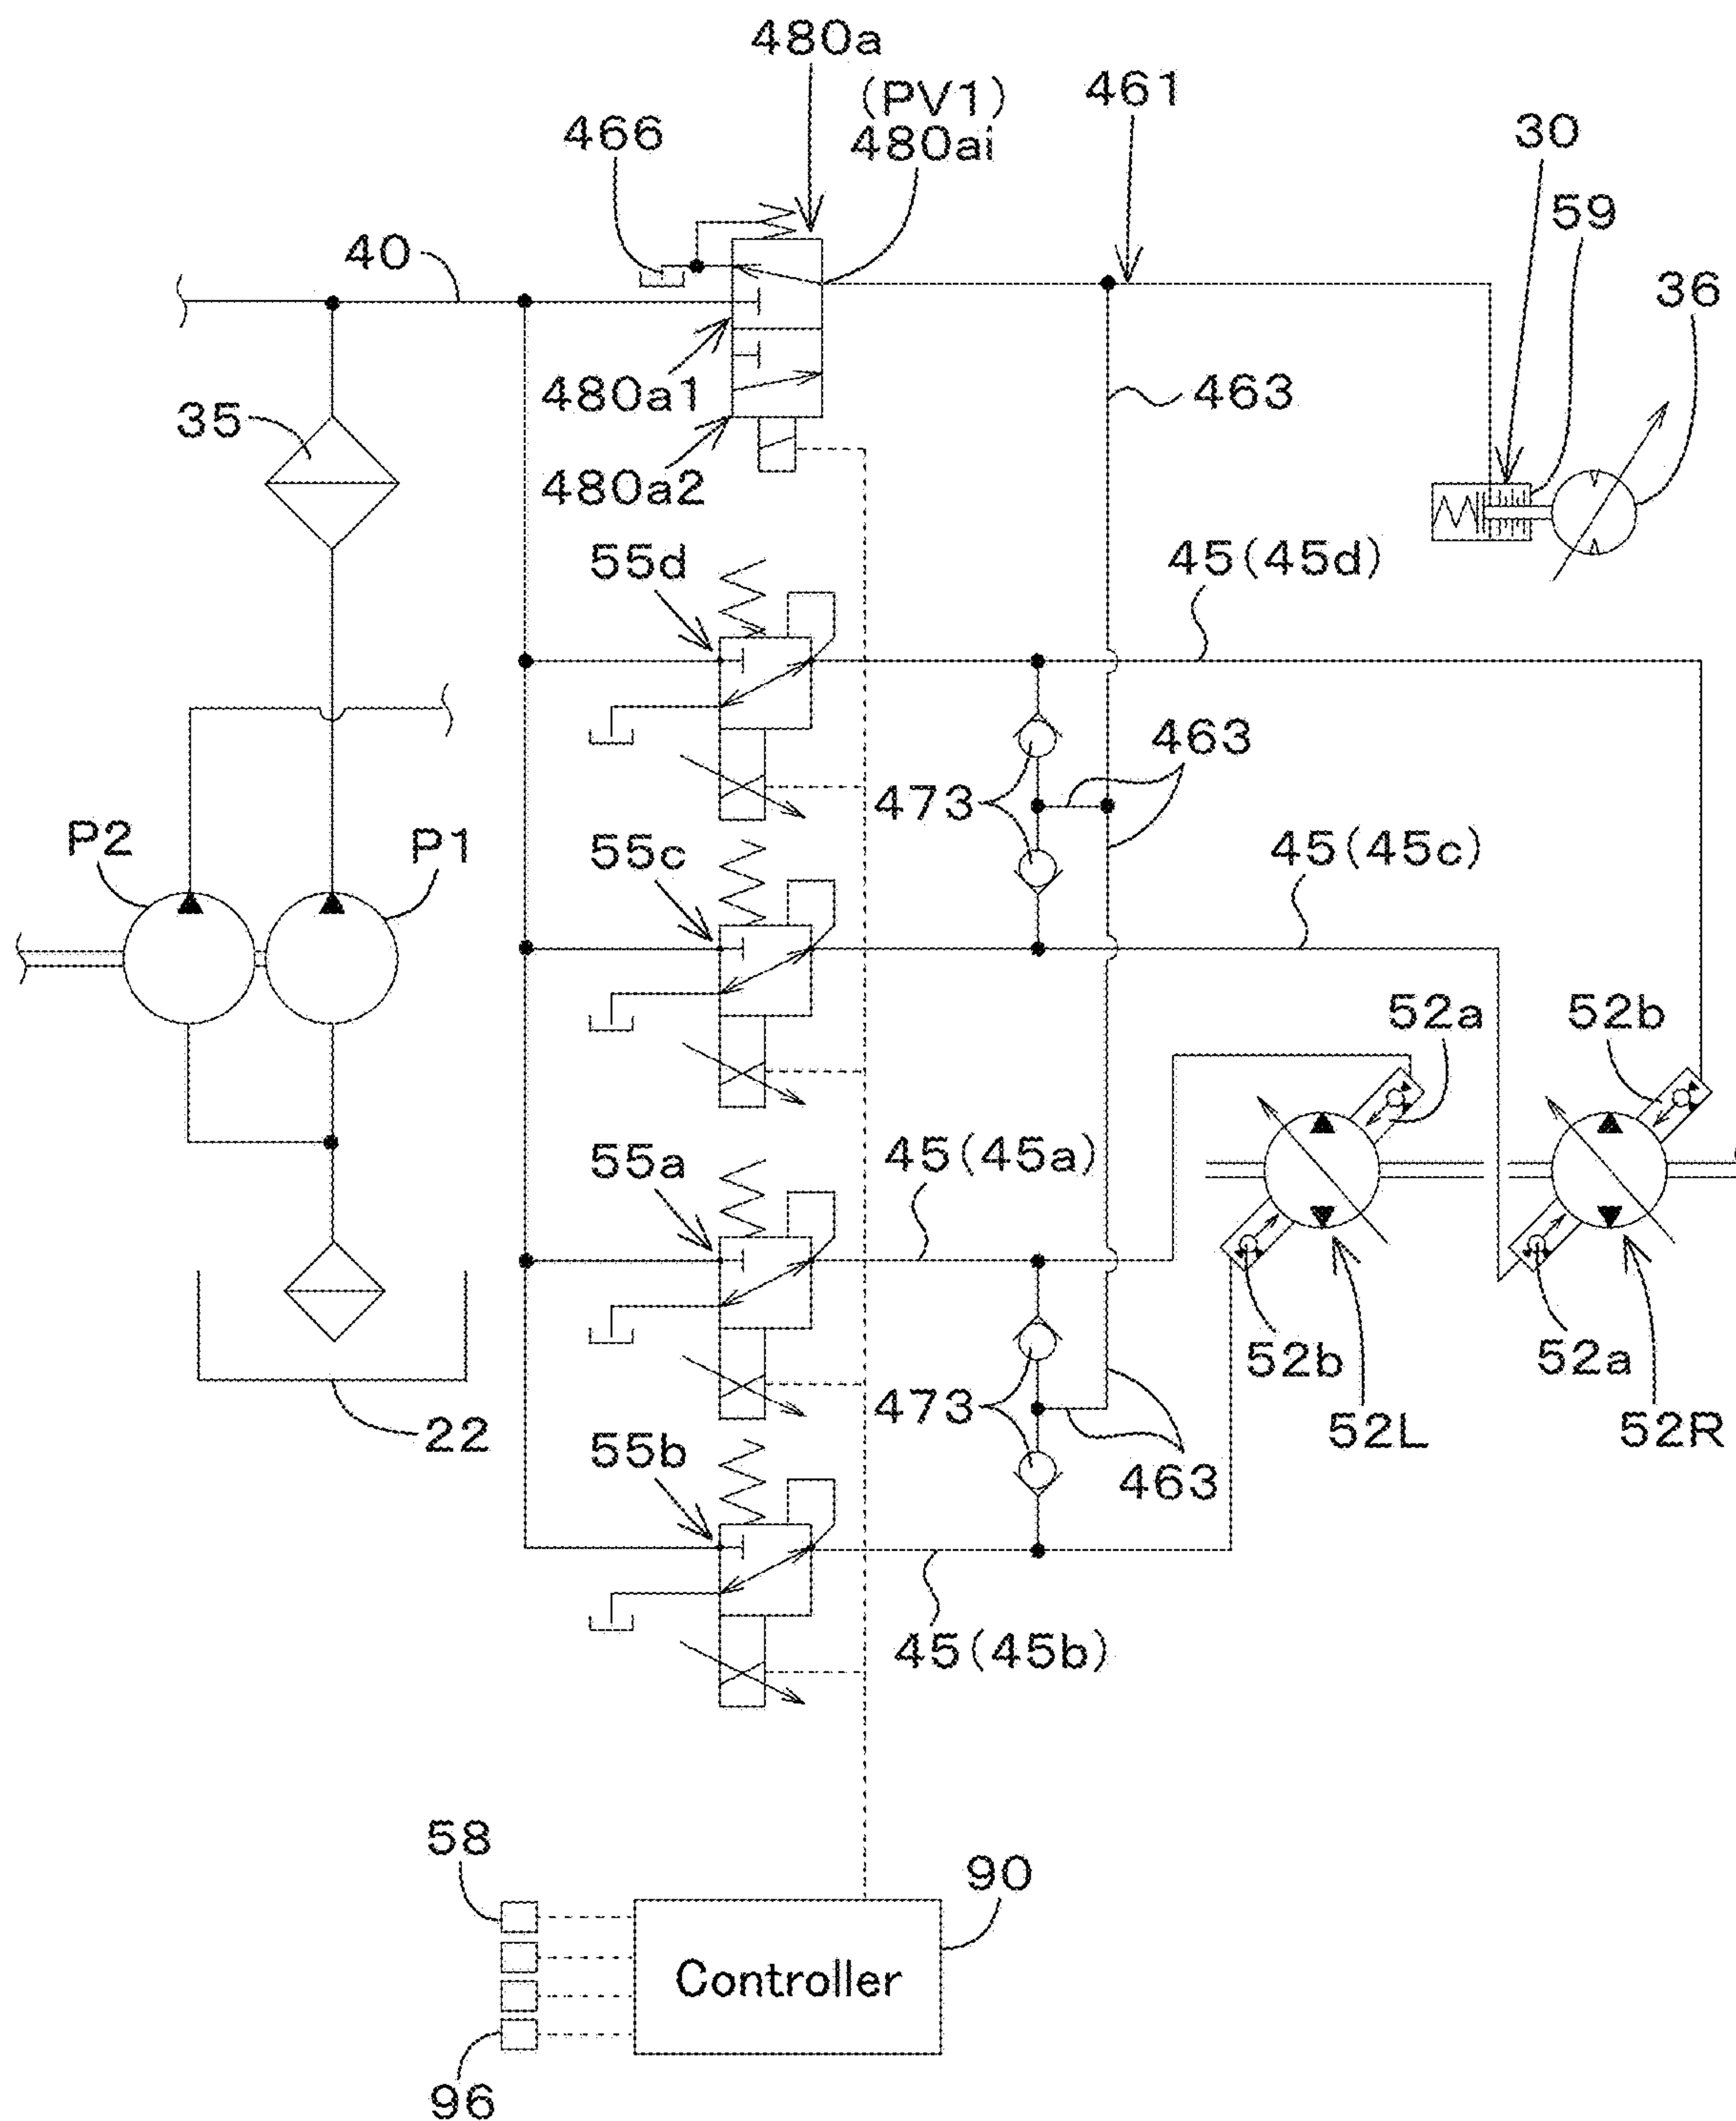 480a
(PV1)
480ai
461
466
30
59
40
36
480a1
463
35
480a2
55d
45(45d)
473
463
P2
P1
55c
45(45c)
52a
52b
55a
45(45a)
52b
52a
473
22
52L
52R
55b
463
45(45b)
58
90
Controller
96